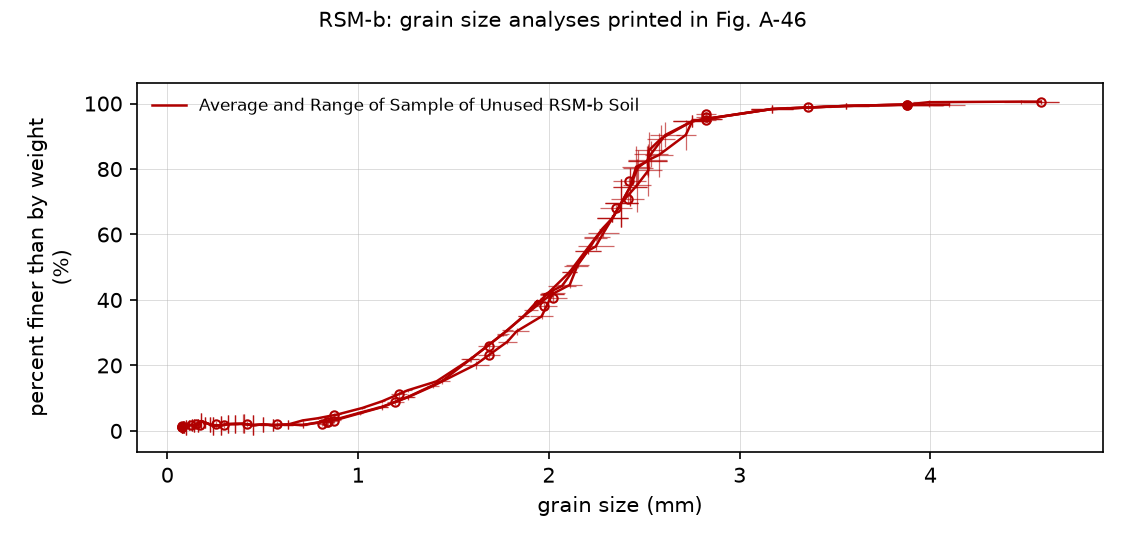 RSM-b: grain size analyses printed in Fig. A-46
Average and Range of Sample of Unused RSM-b Soil
percent finer than by weight
(%)
100
80
60
40
20
0
0 1 2 3 4
grain size (mm)